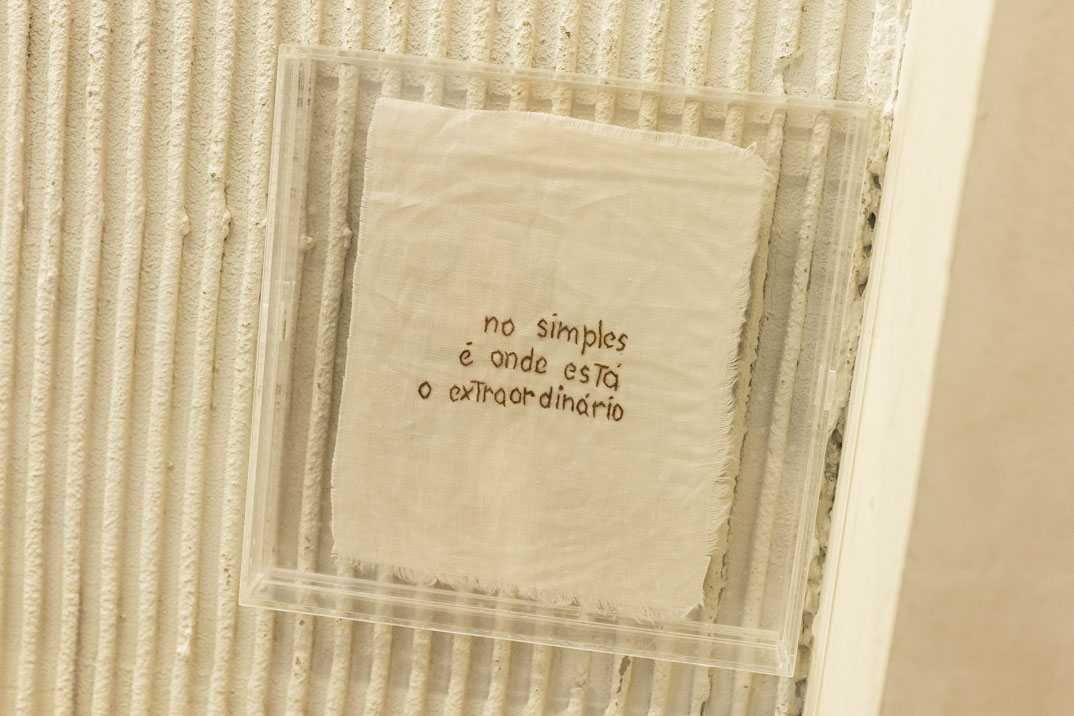 no simples
é onde está
o extraordinário